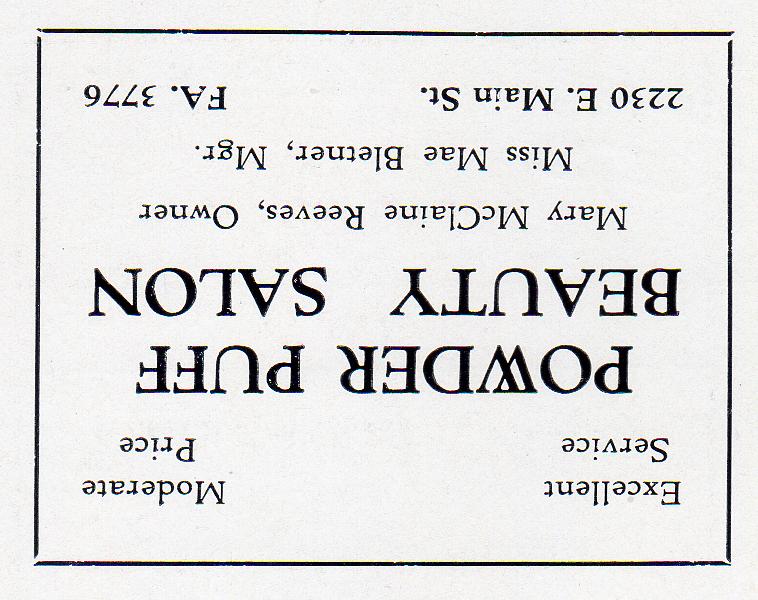 Excellent Moderate
Service Price
POWDER PUFF
BEAUTY SALON
Mary McClaine Reeves, Owner
Miss Mae Bletner, Mgr.
2230 E. Main St. FA. 3776